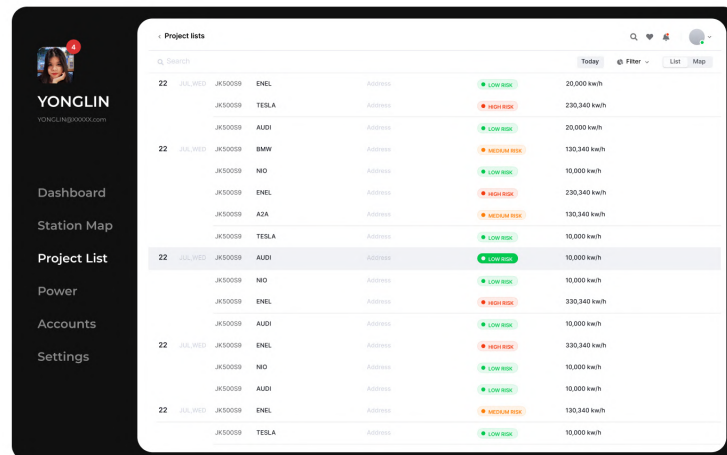 4
YONGLIN
YONGLIN@XXXXX.com
Dashboard
Station Map
Project List
Power
Accounts
Settings
‹ Project lists
Search
Today Filter List Map
22 JUL,WED JK500S9 ENEL Address LOW RISK 20,000 kw/h
JK500S9 TESLA Address HIGH RISK 230,340 kw/h
JK500S9 AUDI Address LOW RISK 20,000 kw/h
22 JUL,WED JK500S9 BMW Address MEDIUM RISK 130,340 kw/h
JK500S9 NIO Address LOW RISK 10,000 kw/h
JK500S9 ENEL Address HIGH RISK 230,340 kw/h
JK500S9 A2A Address MEDIUM RISK 130,340 kw/h
JK500S9 TESLA Address LOW RISK 10,000 kw/h
22 JUL,WED JK500S9 AUDI Address LOW RISK 10,000 kw/h
JK500S9 NIO Address LOW RISK 10,000 kw/h
JK500S9 ENEL Address HIGH RISK 330,340 kw/h
JK500S9 AUDI Address LOW RISK 10,000 kw/h
22 JUL,WED JK500S9 ENEL Address HIGH RISK 330,340 kw/h
JK500S9 NIO Address LOW RISK 10,000 kw/h
JK500S9 AUDI Address LOW RISK 10,000 kw/h
22 JUL,WED JK500S9 ENEL Address MEDIUM RISK 130,340 kw/h
JK500S9 TESLA Address LOW RISK 10,000 kw/h